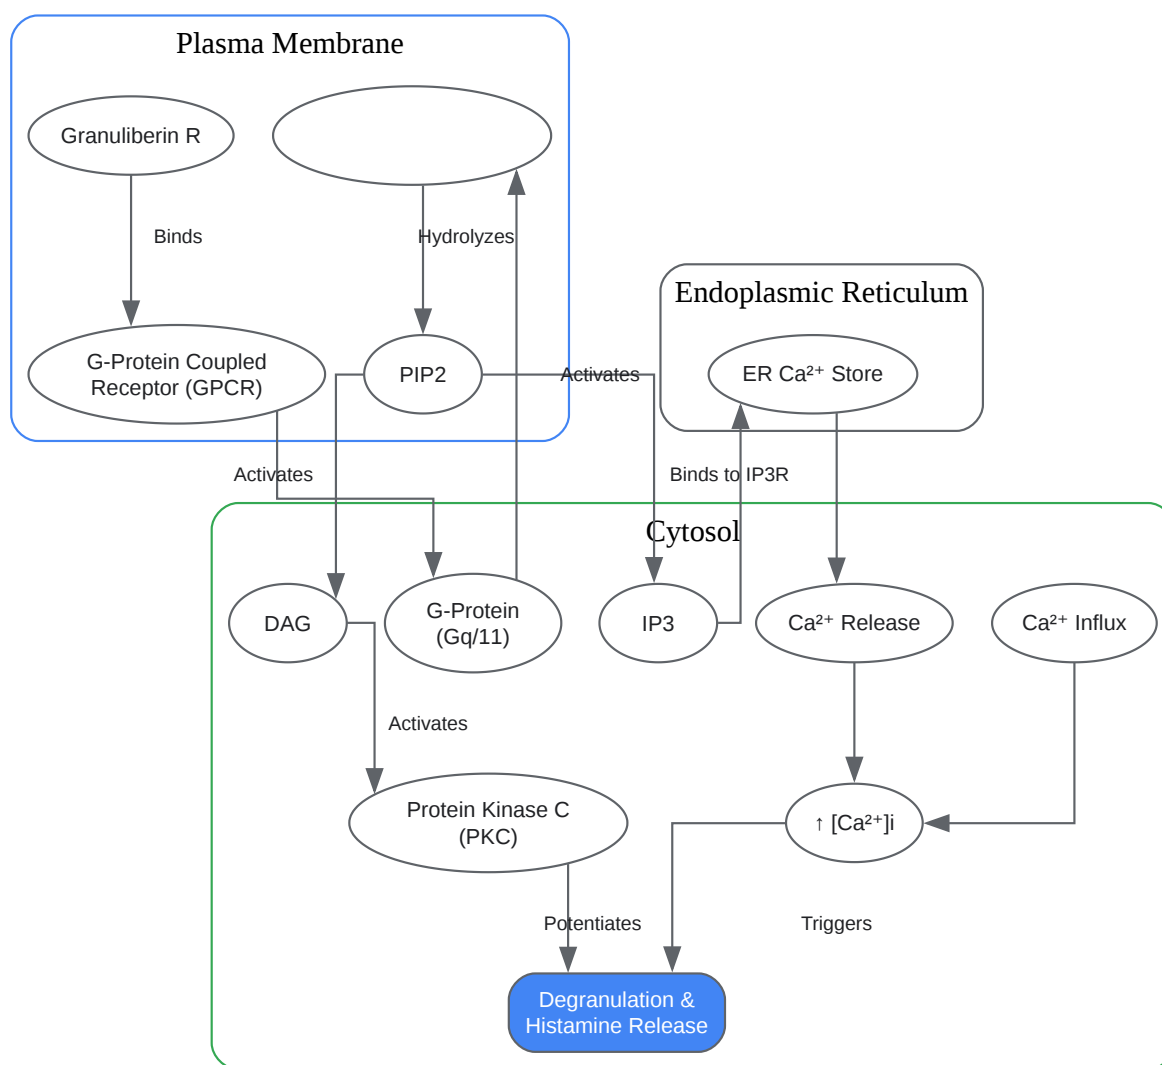 Plasma Membrane
Granuliberin R
Binds
Hydrolyzes
Endoplasmic Reticulum
G-Protein Coupled
Receptor (GPCR)
PIP2
Activates
ER Ca²⁺ Store
Activates
Binds to IP3R
Cytosol
DAG
G-Protein
(Gq/11)
IP3
Ca²⁺ Release
Ca²⁺ Influx
Activates
Protein Kinase C
(PKC)
↑ [Ca²⁺]i
Potentiates
Triggers
Degranulation &
Histamine Release